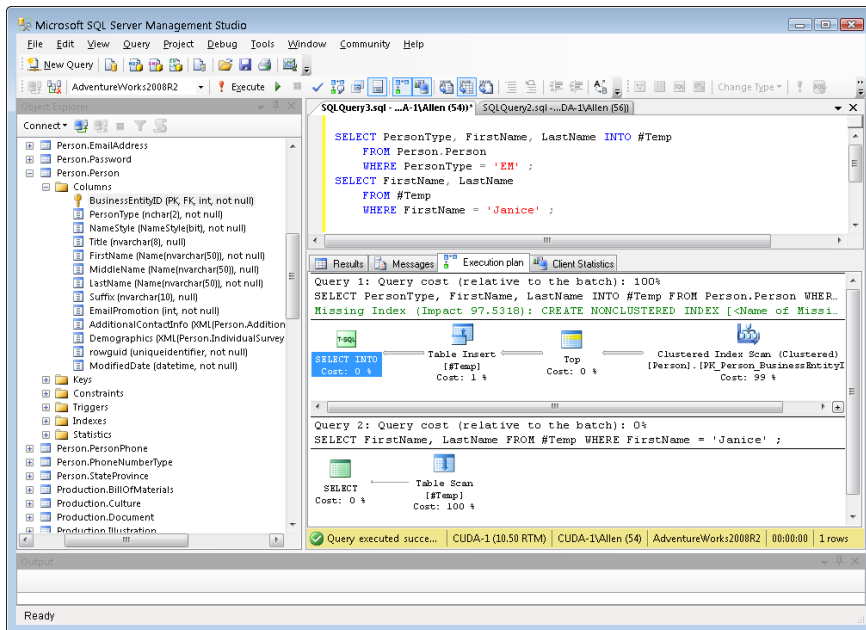 Microsoft SQL Server Management Studio
File Edit View Query Project Debug Tools Window Community Help
New Query
AdventureWorks2008R2 Execute Change Type
Object Explorer
Connect
Person.EmailAddress
Person.Password
Person.Person
Columns
BusinessEntityID (PK, FK, int, not null)
PersonType (nchar(2), not null)
NameStyle (NameStyle(bit), not null)
Title (nvarchar(8), null)
FirstName (Name(nvarchar(50)), not null)
MiddleName (Name(nvarchar(50)), null)
LastName (Name(nvarchar(50)), not null)
Suffix (nvarchar(10), null)
EmailPromotion (int, not null)
AdditionalContactInfo (XML(Person.Addition
Demographics (XML(Person.IndividualSurvey
rowguid (uniqueidentifier, not null)
ModifiedDate (datetime, not null)
Keys
Constraints
Triggers
Indexes
Statistics
Person.PersonPhone
Person.PhoneNumberType
Person.StateProvince
Production.BillOfMaterials
Production.Culture
Production.Document
Production.Illustration
SQLQuery3.sql - ...A-1\Allen (54))* SQLQuery2.sql -...DA-1\Allen (56))
SELECT PersonType, FirstName, LastName INTO #Temp
FROM Person.Person
WHERE PersonType = 'EM' ;
SELECT FirstName, LastName
FROM #Temp
WHERE FirstName = 'Janice' ;
Results Messages Execution plan Client Statistics
Query 1: Query cost (relative to the batch): 100%
SELECT PersonType, FirstName, LastName INTO #Temp FROM Person.Person WHER…
Missing Index (Impact 97.5318): CREATE NONCLUSTERED INDEX [<Name of Missi…
T-SQL
SELECT INTO
Cost: 0 %
Table Insert
[#Temp]
Cost: 1 %
Top
Cost: 0 %
Clustered Index Scan (Clustered)
[Person].[PK_Person_BusinessEntityI
Cost: 99 %
Query 2: Query cost (relative to the batch): 0%
SELECT FirstName, LastName FROM #Temp WHERE FirstName = 'Janice' ;
SELECT
Cost: 0 %
Table Scan
[#Temp]
Cost: 100 %
Query executed succe... CUDA-1 (10.50 RTM) CUDA-1\Allen (54) AdventureWorks2008R2 00:00:00 1 rows
Output
Ready